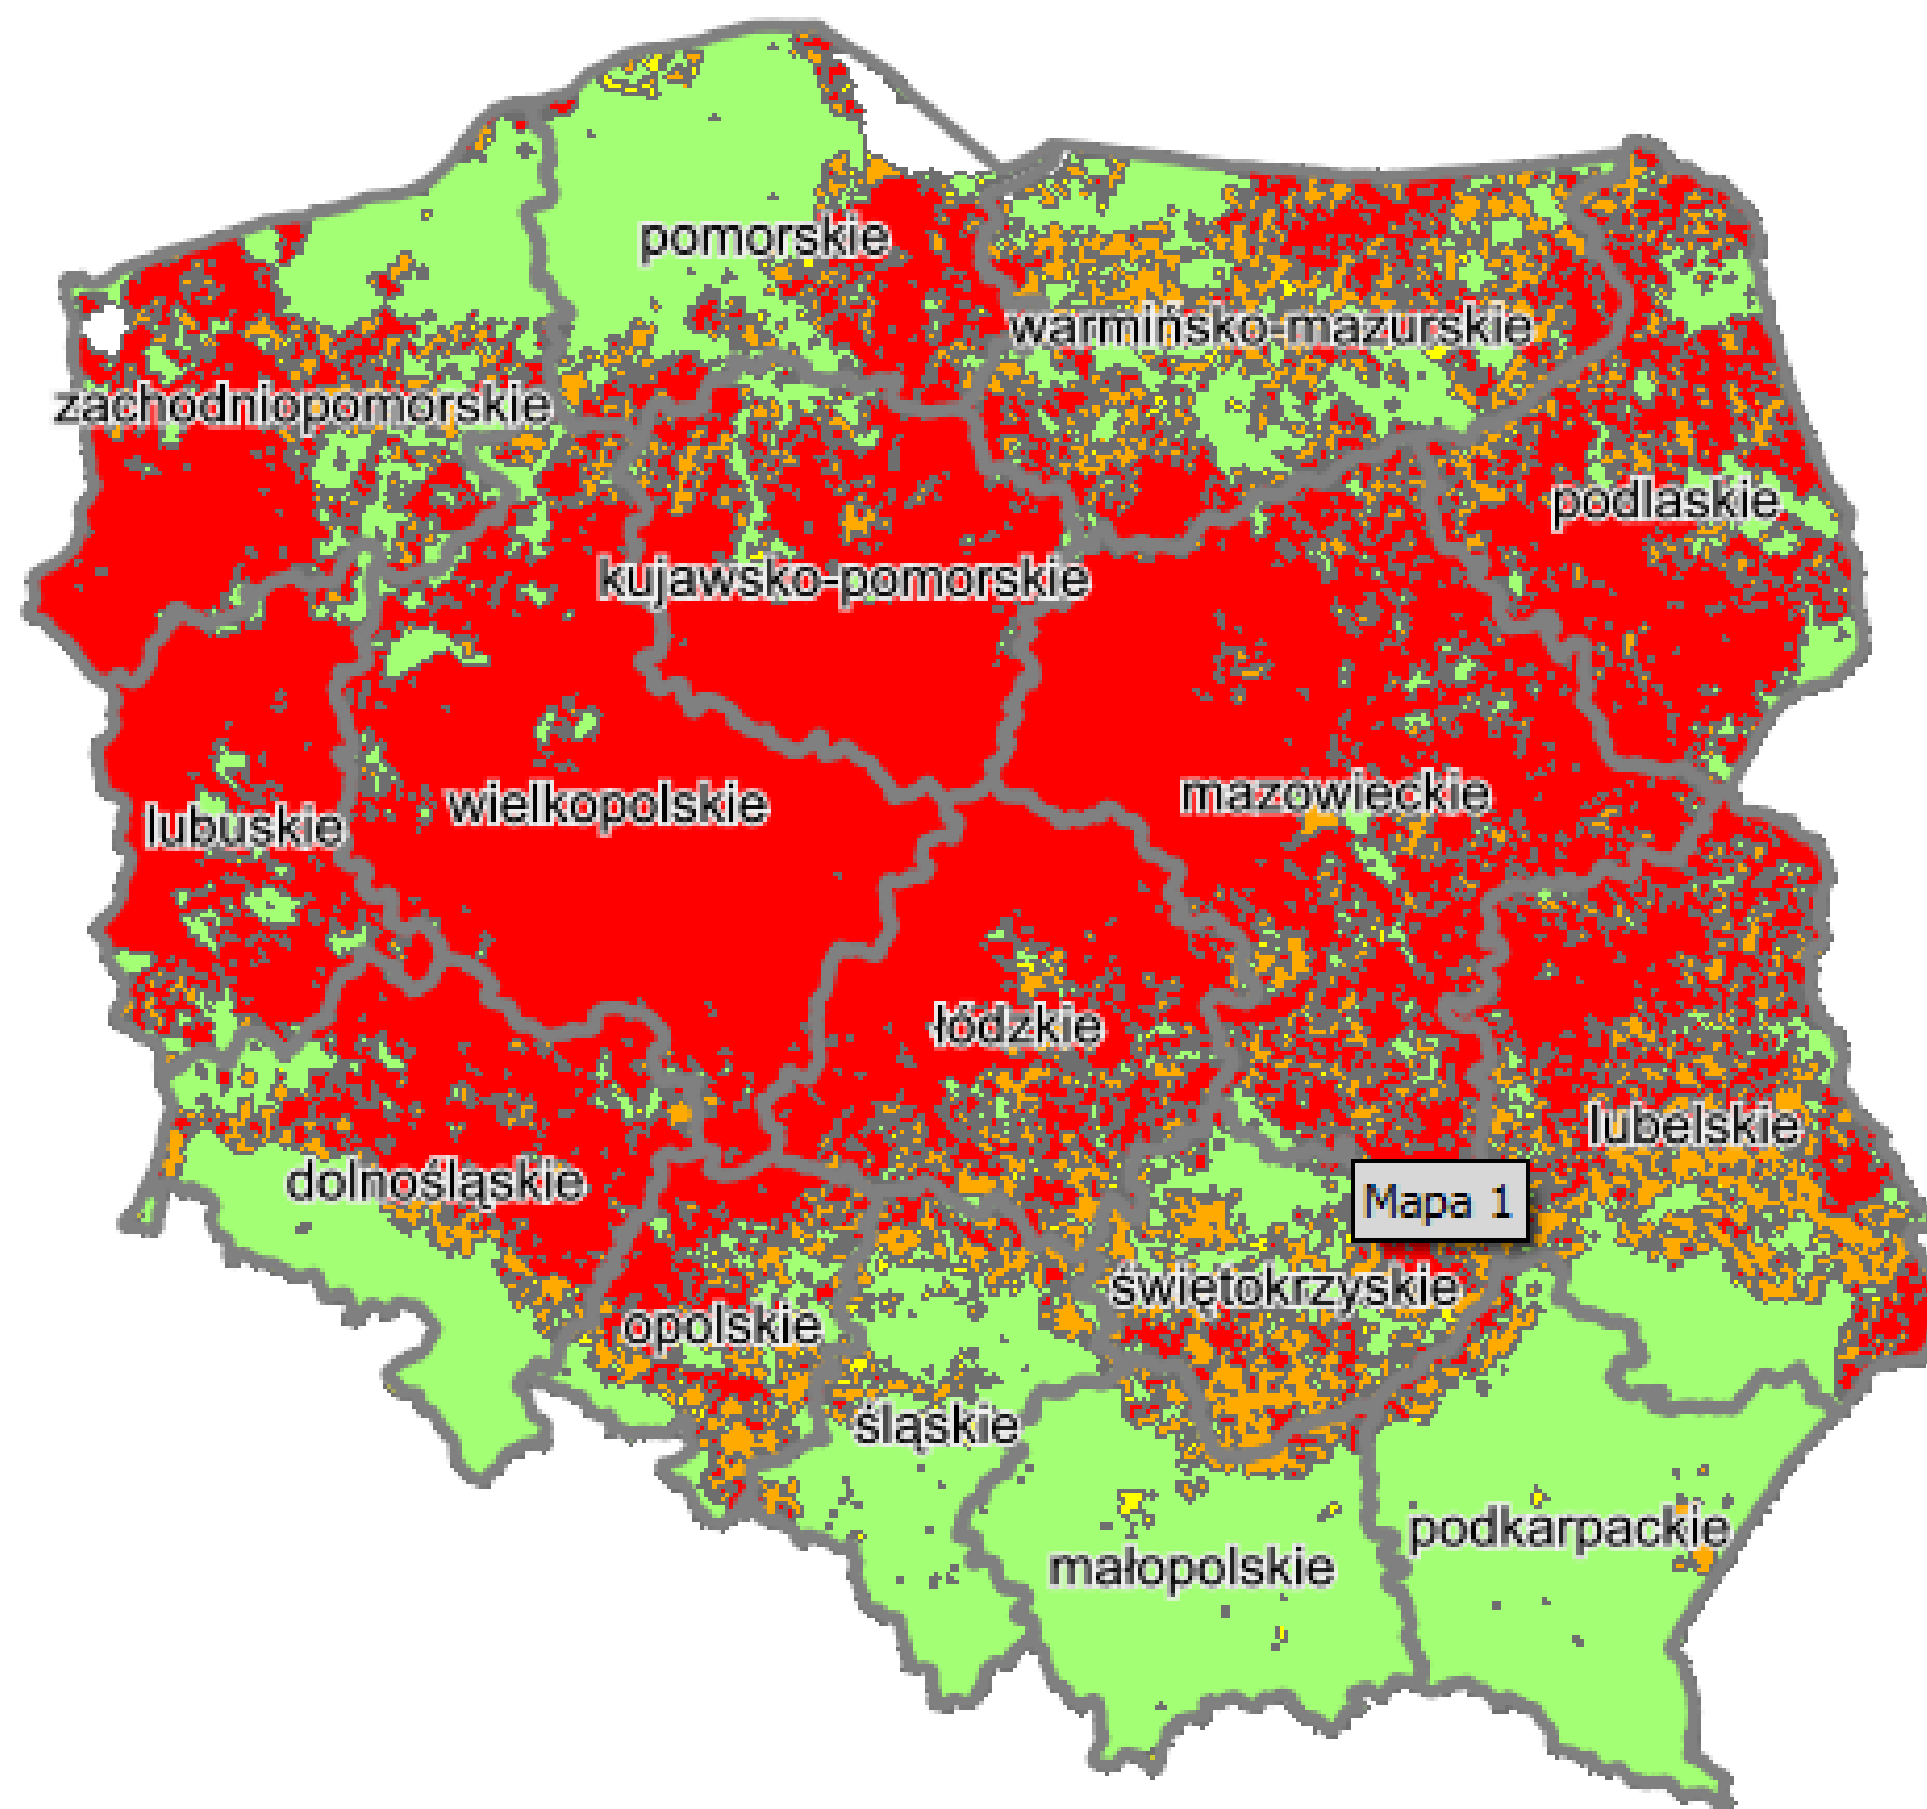 pomorskie
warmińsko-mazurskie
zachodniopomorskie
podlaskie
kujawsko-pomorskie
mazowieckie
wielkopolskie
lubuskie
łódzkie
lubelskie
dolnośląskie
Mapa 1
świętokrzyskie
opolskie
śląskie
podkarpackie
małopolskie